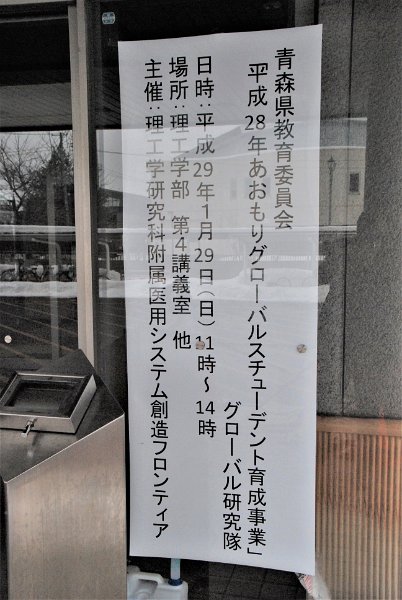 青森県教育委員会
「平成28年あおもりグローバルスチューデント育成事業」
グローバル研究隊
日時：平成29年1月29日(日)11時～14時
場所：理工学部　第4講義室　他
主催：理工学研究科附属医用システム創造フロンティア